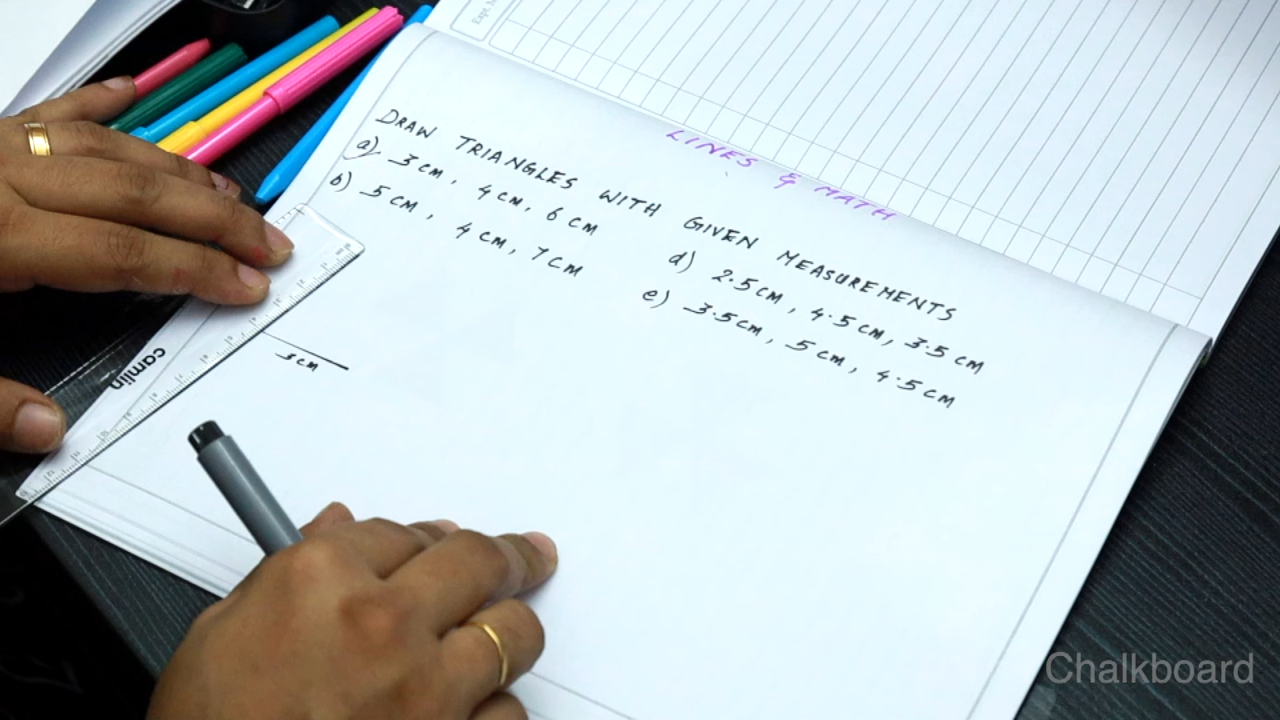 LINES & MATH
DRAW TRIANGLES WITH GIVEN MEASUREMENTS
a) 3 CM, 4 CM, 6 CM
b) 5 CM, 4 CM, 7 CM
d) 2.5 CM, 4.5 CM, 3.5 CM
e) 3.5 CM, 5 CM, 4.5 CM
3 CM
camlin
Chalkboard